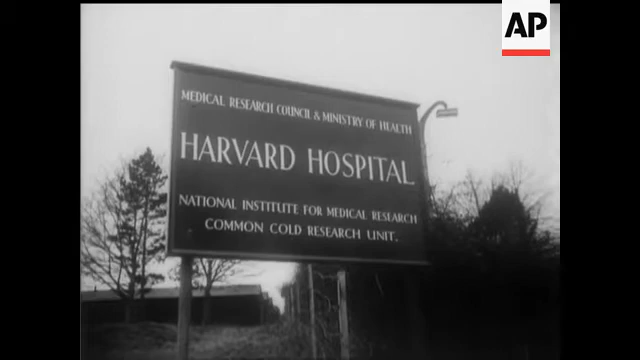 AP
MEDICAL RESEARCH COUNCIL & MINISTRY OF HEALTH
HARVARD HOSPITAL
NATIONAL INSTITUTE FOR MEDICAL RESEARCH
COMMON COLD RESEARCH UNIT.